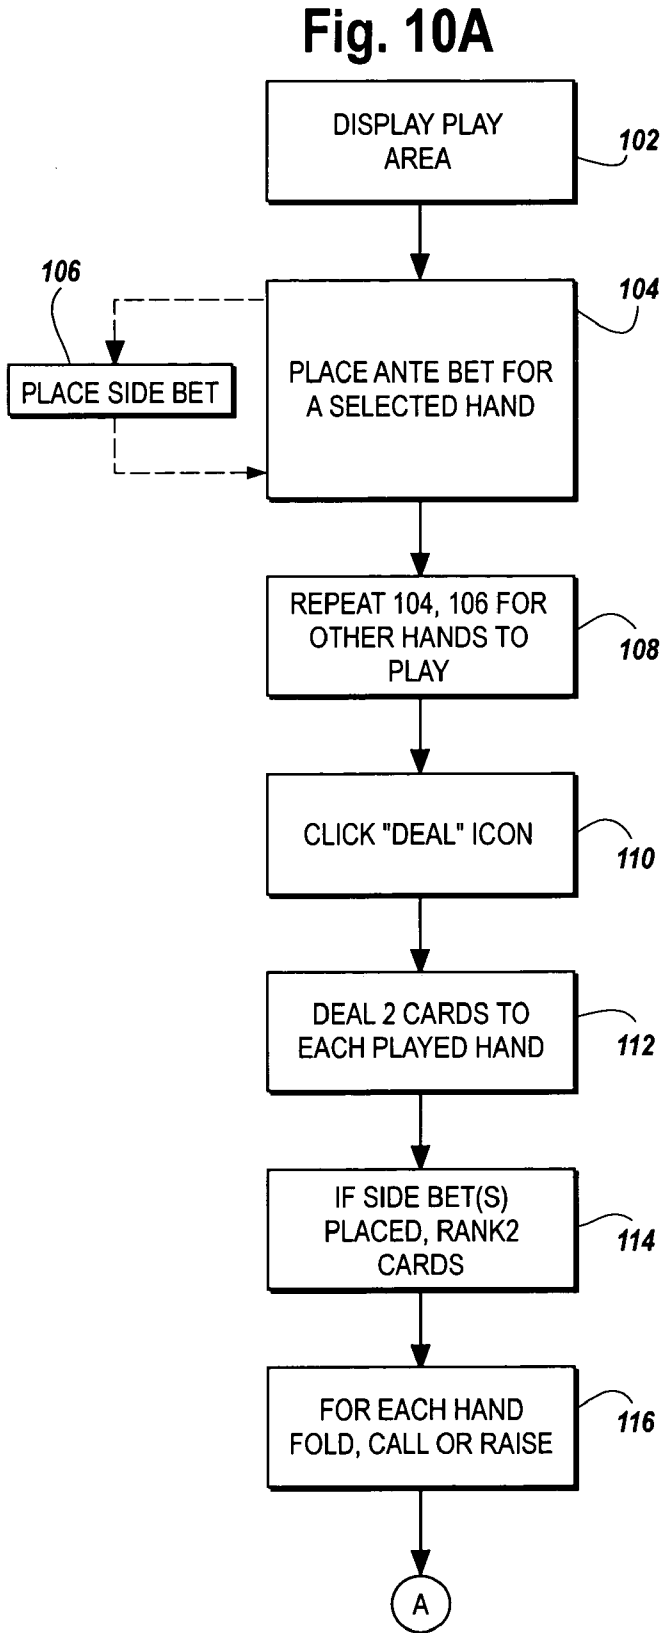 Fig. 10A
DISPLAY PLAY
AREA
102
106
104
PLACE SIDE BET
PLACE ANTE BET FOR
A SELECTED HAND
REPEAT 104, 106 FOR
OTHER HANDS TO
PLAY
108
CLICK "DEAL" ICON
110
DEAL 2 CARDS TO
EACH PLAYED HAND
112
IF SIDE BET(S)
PLACED, RANK2
CARDS
114
FOR EACH HAND
FOLD, CALL OR RAISE
116
A